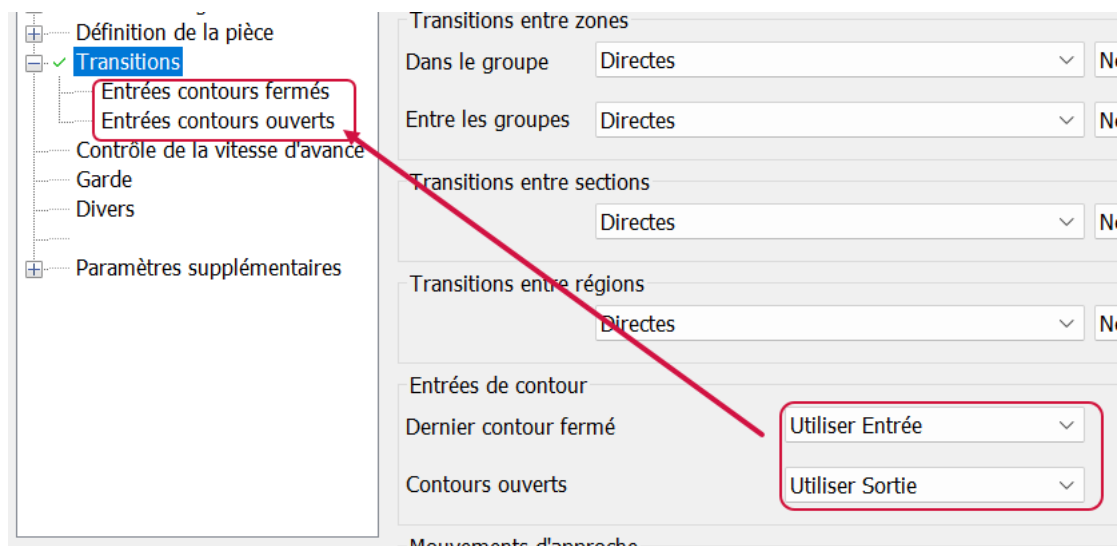 Définition de la pièce
Transitions
Entrées contours fermés
Entrées contours ouverts
Contrôle de la vitesse d'avance
Garde
Divers
Paramètres supplémentaires
Transitions entre zones
Dans le groupe Directes
Entre les groupes Directes
Transitions entre sections
Directes
Transitions entre régions
Directes
Entrées de contour
Dernier contour fermé Utiliser Entrée
Contours ouverts Utiliser Sortie
Mouvements d'approche